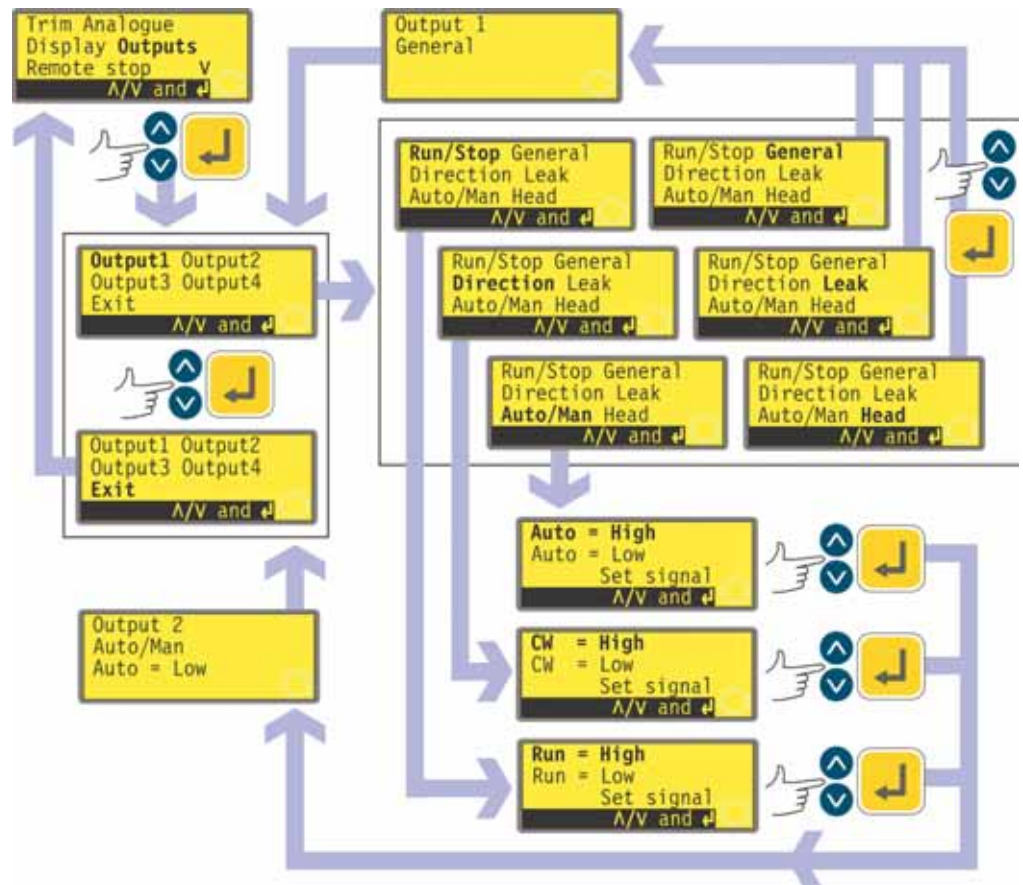 Trim Analogue
Display Outputs
Remote stop V
Λ/V and ↲
Output 1
General
Output1 Output2
Output3 Output4
Exit
Λ/V and ↲
Output1 Output2
Output3 Output4
Exit
Λ/V and ↲
Run/Stop General
Direction Leak
Auto/Man Head
Λ/V and ↲
Run/Stop General
Direction Leak
Auto/Man Head
Λ/V and ↲
Run/Stop General
Direction Leak
Auto/Man Head
Λ/V and ↲
Run/Stop General
Direction Leak
Auto/Man Head
Λ/V and ↲
Run/Stop General
Direction Leak
Auto/Man Head
Λ/V and ↲
Run/Stop General
Direction Leak
Auto/Man Head
Λ/V and ↲
Auto = High
Auto = Low
Set signal
Λ/V and ↲
CW = High
CW = Low
Set signal
Λ/V and ↲
Run = High
Run = Low
Set signal
Λ/V and ↲
Output 2
Auto/Man
Auto = Low